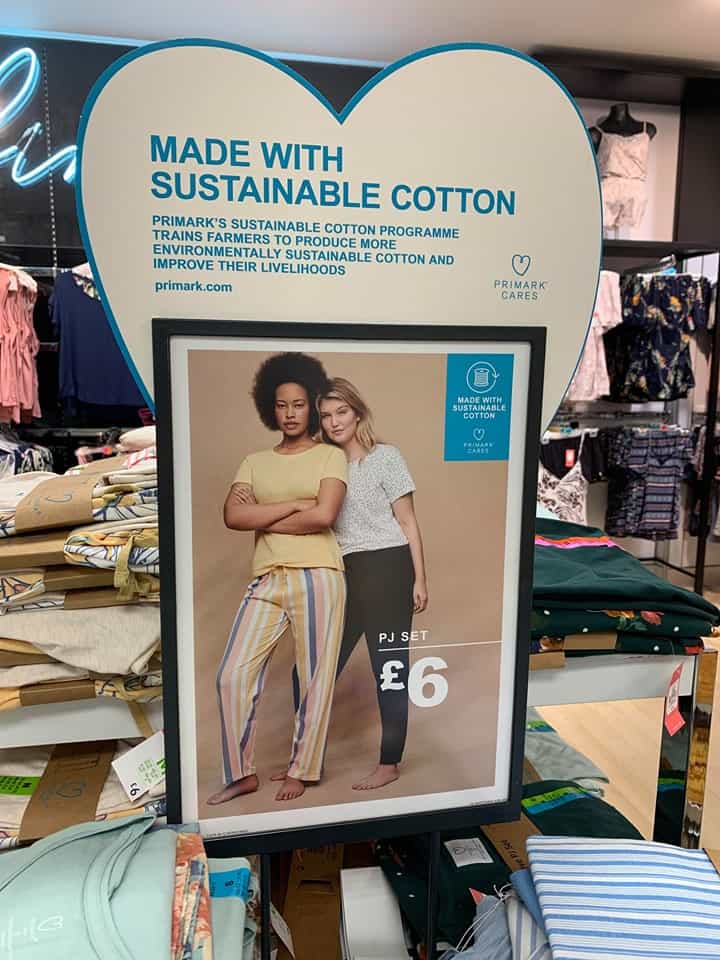 MADE WITH
SUSTAINABLE COTTON
PRIMARK'S SUSTAINABLE COTTON PROGRAMME
TRAINS FARMERS TO PRODUCE MORE
ENVIRONMENTALLY SUSTAINABLE COTTON AND
IMPROVE THEIR LIVELIHOODS
primark.com
PRIMARK
CARES
MADE WITH
SUSTAINABLE
COTTON
PRIMARK
CARES
PJ SET
£6
£6